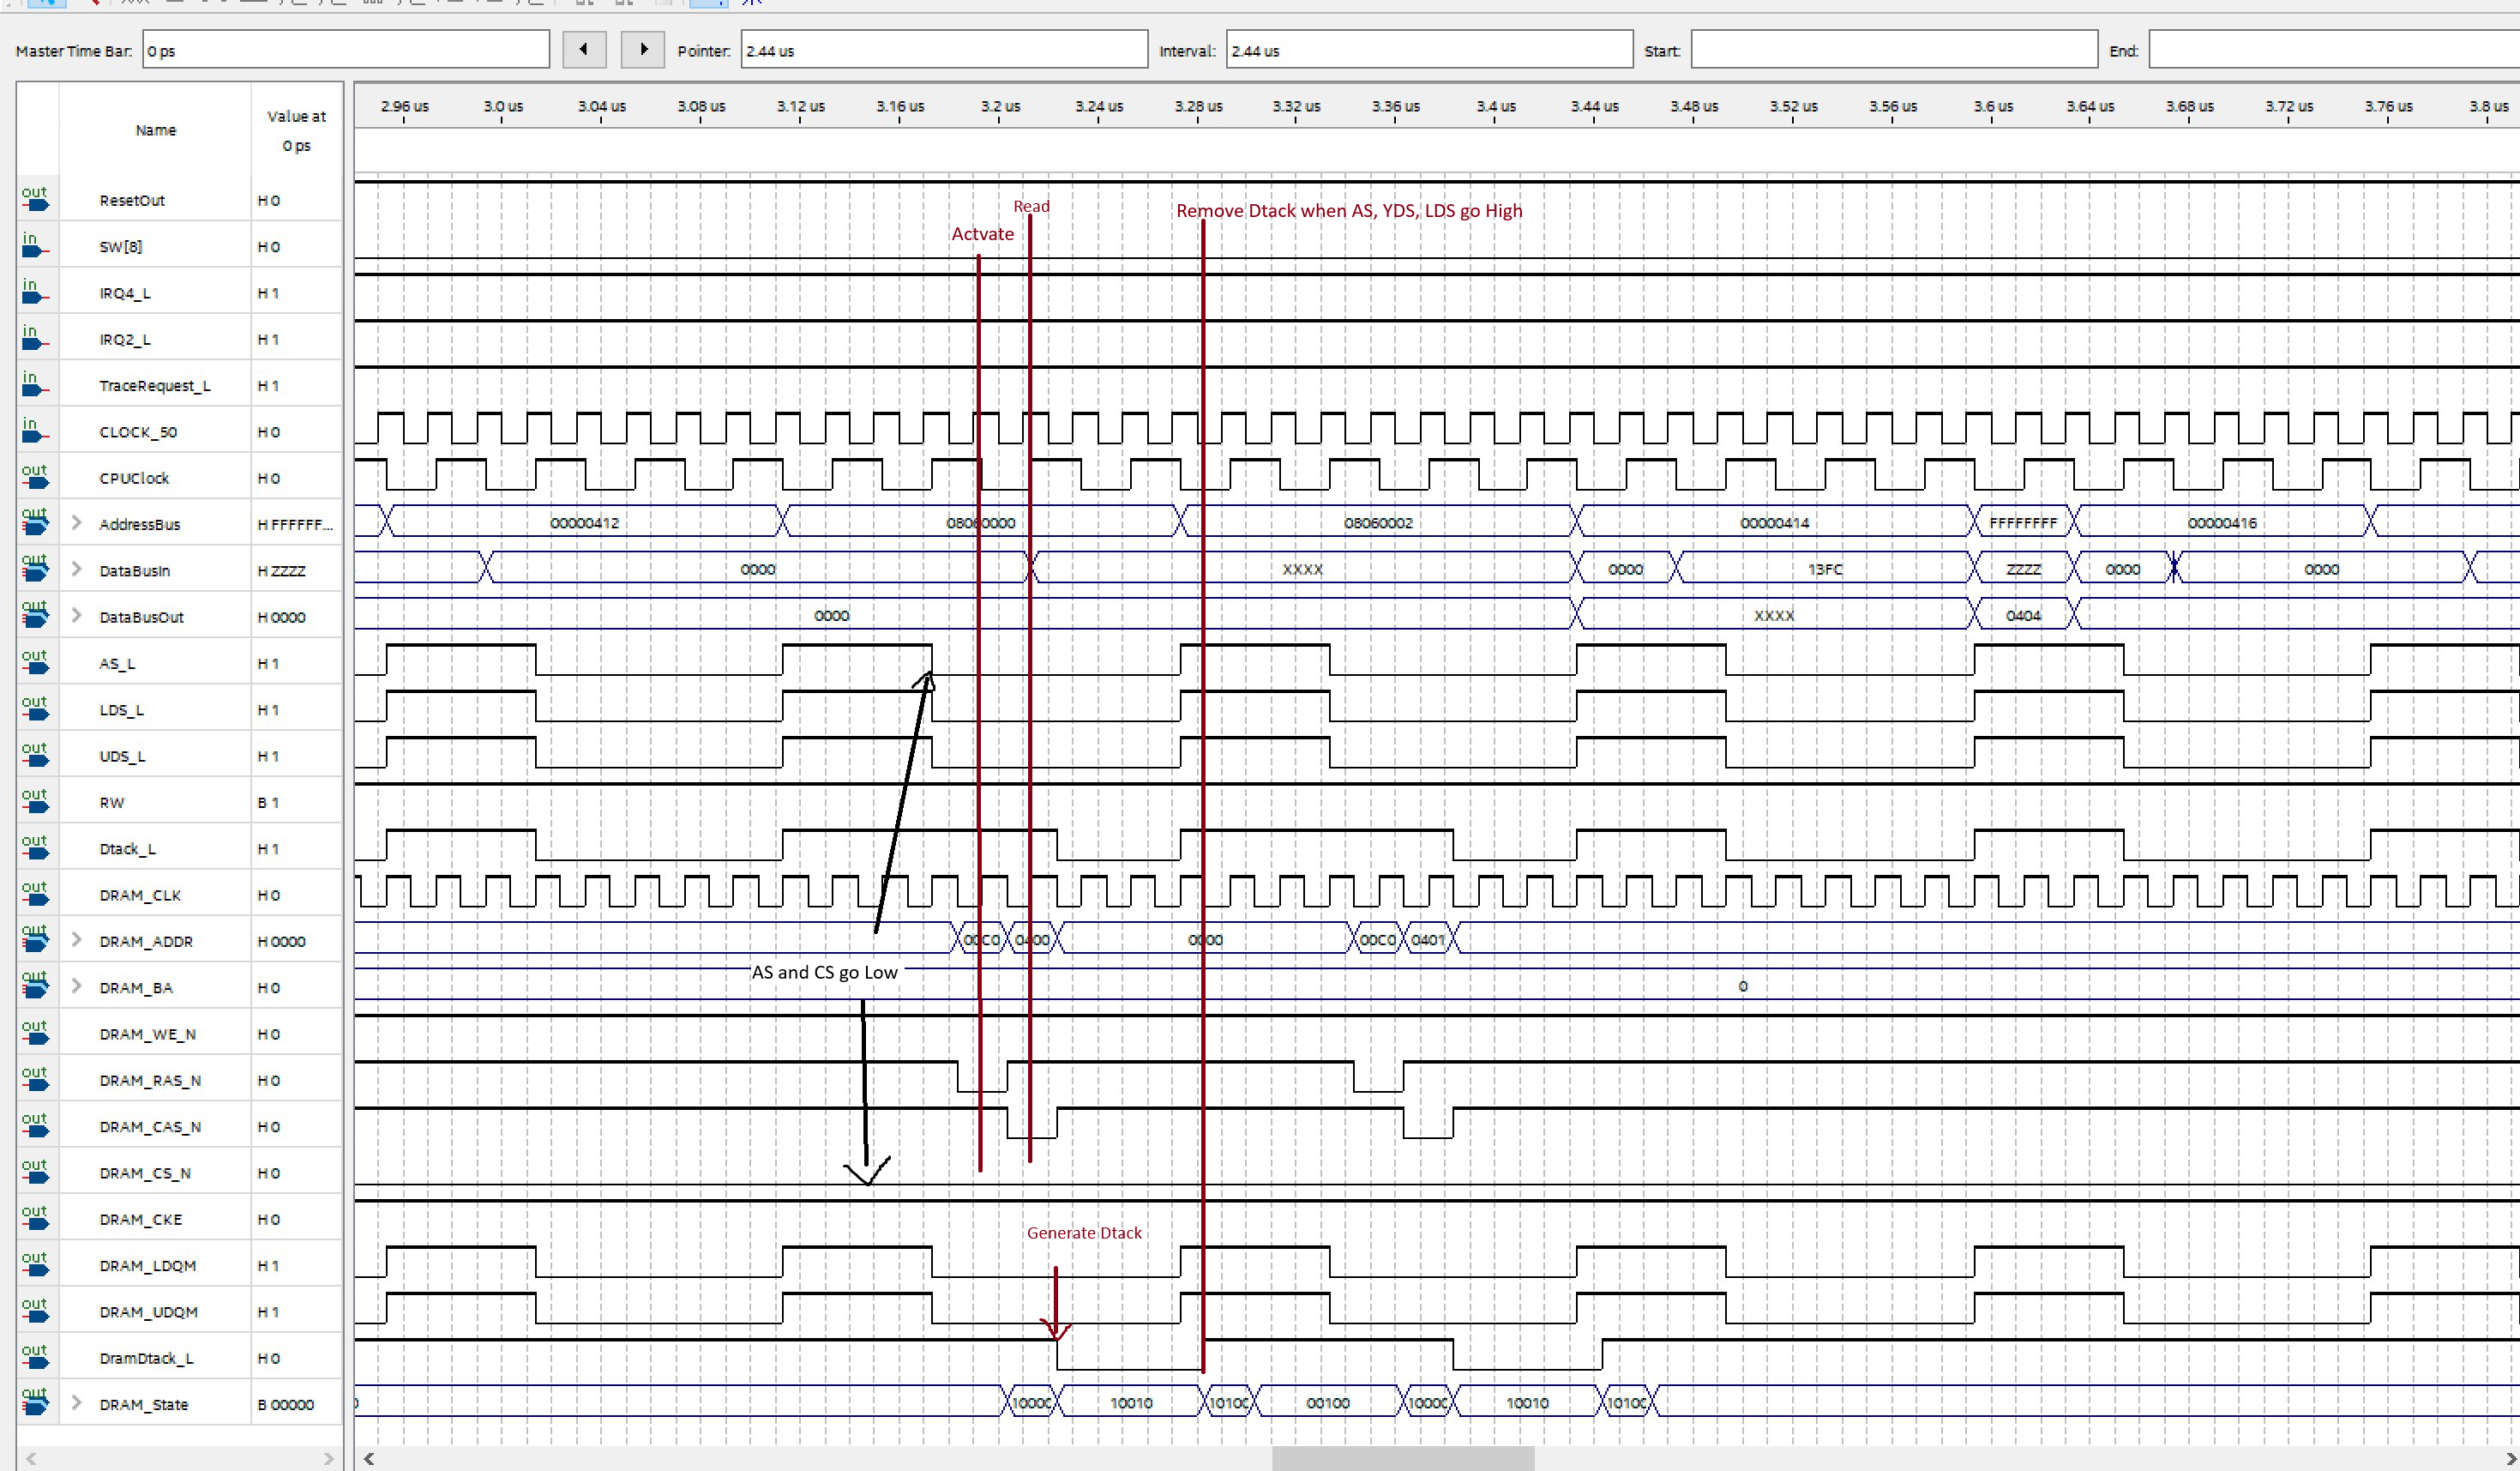 Master Time Bar: 0 ps Pointer: 2.44 us Interval: 2.44 us Start: End:
Name Value at 0 ps
2.96 us 3.0 us 3.04 us 3.08 us 3.12 us 3.16 us 3.2 us 3.24 us 3.28 us 3.32 us 3.36 us 3.4 us 3.44 us 3.48 us 3.52 us 3.56 us 3.6 us 3.64 us 3.68 us 3.72 us 3.76 us 3.8 us
out ResetOut H 0
Read
Remove Dtack when AS, YDS, LDS go High
Actvate
in SW[8] H 0
in IRQ4_L H 1
in IRQ2_L H 1
in TraceRequest_L H 1
in CLOCK_50 H 0
out CPUClock H 0
out AddressBus H FFFFFF... 00000412 08060000 08060002 00000414 FFFFFFFF 00000416
out DataBusIn H ZZZZ 0000 XXXX 0000 13FC ZZZZ 0000 0000
out DataBusOut H 0000 0000 XXXX 0404
out AS_L H 1
out LDS_L H 1
out UDS_L H 1
out RW B 1
out Dtack_L H 1
out DRAM_CLK H 0
out DRAM_ADDR H 0000 00C0 0400 0000 00C0 0401
AS and CS go Low
out DRAM_BA H 0 0
out DRAM_WE_N H 0
out DRAM_RAS_N H 0
out DRAM_CAS_N H 0
out DRAM_CS_N H 0
out DRAM_CKE H 0
Generate Dtack
out DRAM_LDQM H 1
out DRAM_UDQM H 1
out DramDtack_L H 0
out DRAM_State B 00000 10010 00100 10010